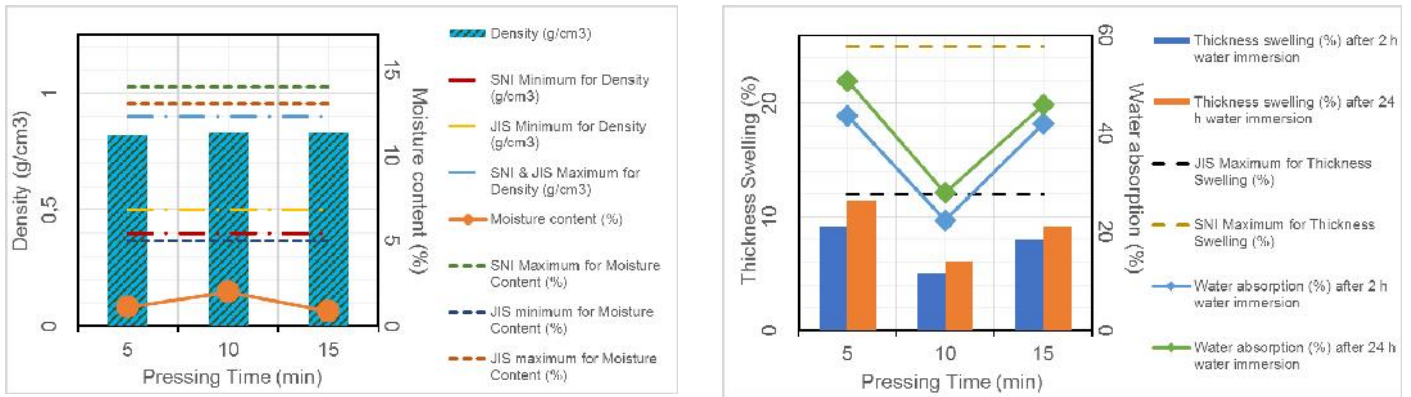 Density (g/cm3)
1
0,5
0
15
10
5
0
Moisture content (%)
5
10
15
Pressing Time (min)
Density (g/cm3)
SNI Minimum for Density
(g/cm3)
JIS Minimum for Density
(g/cm3)
SNI & JIS Maximum for
Density (g/cm3)
Moisture content (%)
SNI Maximum for Moisture
Content (%)
JIS minimum for Moisture
Content (%)
JIS maximum for Moisture
Content (%)
Thickness Swelling (%)
20
10
0
60
40
20
0
Water absorption (%)
5
10
15
Pressing Time (min)
Thickness swelling (%) after 2 h
water immersion
Thickness swelling (%) after 24
h water immersion
JIS Maximum for Thickness
Swelling (%)
SNI Maximum for Thickness
Swelling (%)
Water absorption (%) after 2 h
water immersion
Water absorption (%) after 24 h
water immersion